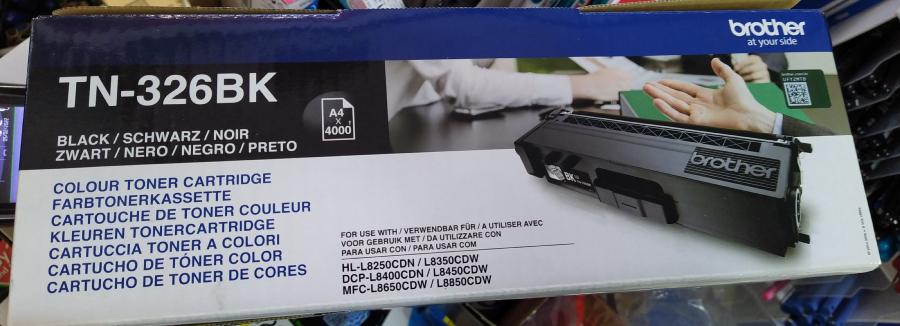 brother
at your side
TN-326BK
BLACK / SCHWARZ / NOIR
ZWART / NERO / NEGRO / PRETO
A4
x
4000
brother.com
UFYZMTB
COLOUR TONER CARTRIDGE
FARBTONERKASSETTE
CARTOUCHE DE TONER COULEUR
KLEUREN TONERCARTRIDGE
CARTUCCIA TONER A COLORI
CARTUCHO DE TÓNER COLOR
CARTUCHO DE TONER DE CORES
FOR USE WITH / VERWENDBAR FÜR / A UTILISER AVEC
VOOR GEBRUIK MET / DA UTILIZZARE CON
PARA USAR CON / PARA USAR COM
HL-L8250CDN / L8350CDW
DCP-L8400CDN / L8450CDW
MFC-L8650CDW / L8850CDW
brother
BK